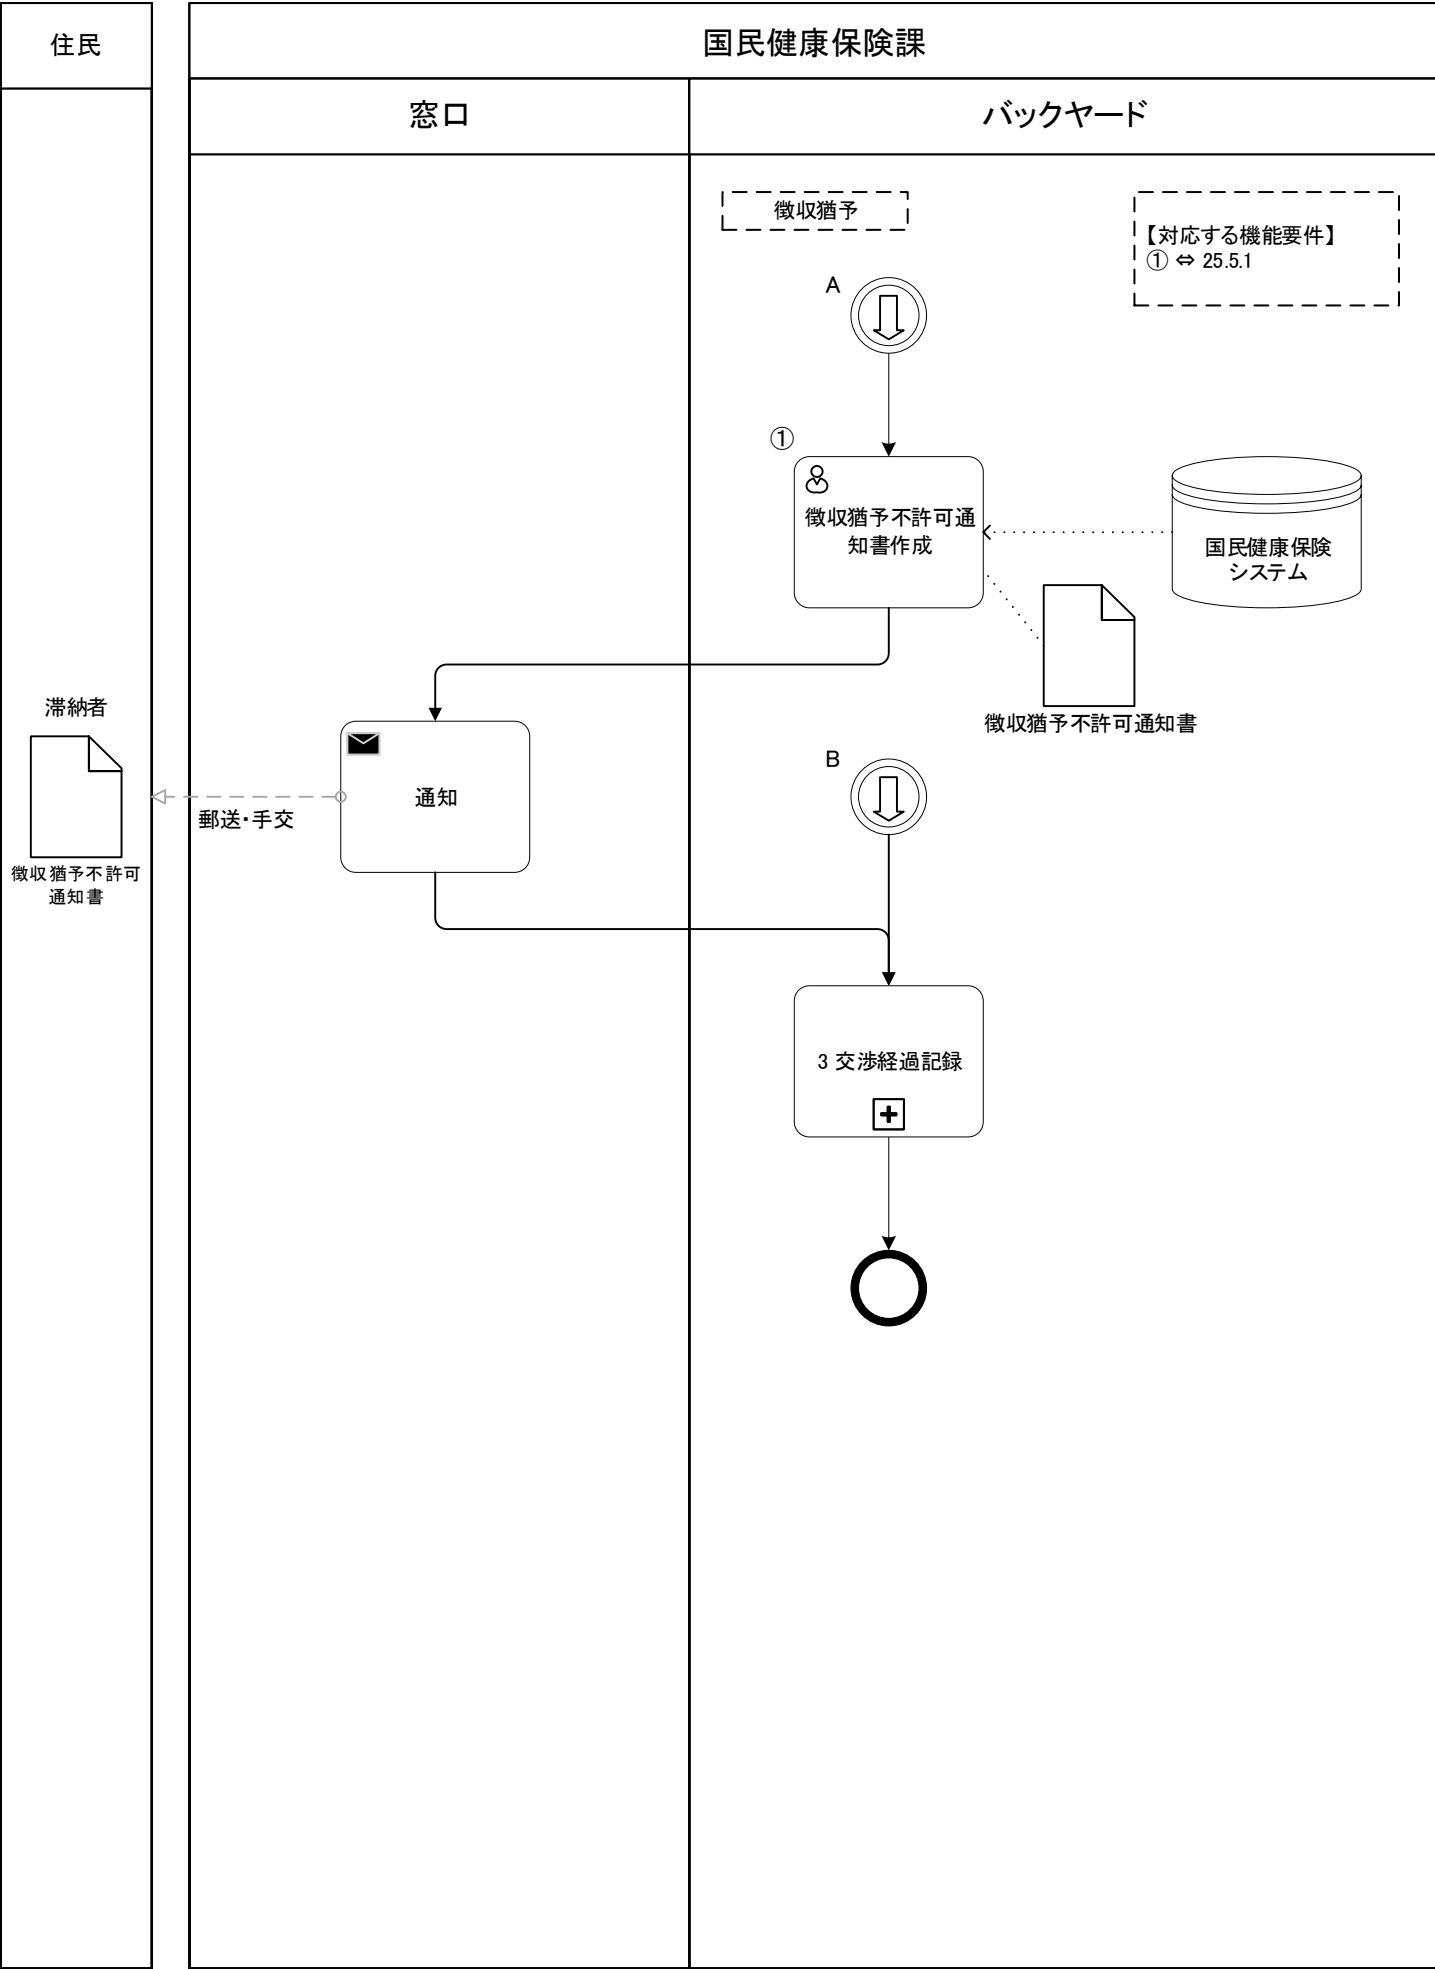 住民
国民健康保険課
窓口
バックヤード
徴収猶予
【対応する機能要件】
① ⇔ 25.5.1
A
①
徴収猶予不許可通
知書作成
国民健康保険
システム
徴収猶予不許可通知書
滞納者
徴収猶予不許可
通知書
郵送・手交
通知
B
3 交渉経過記録